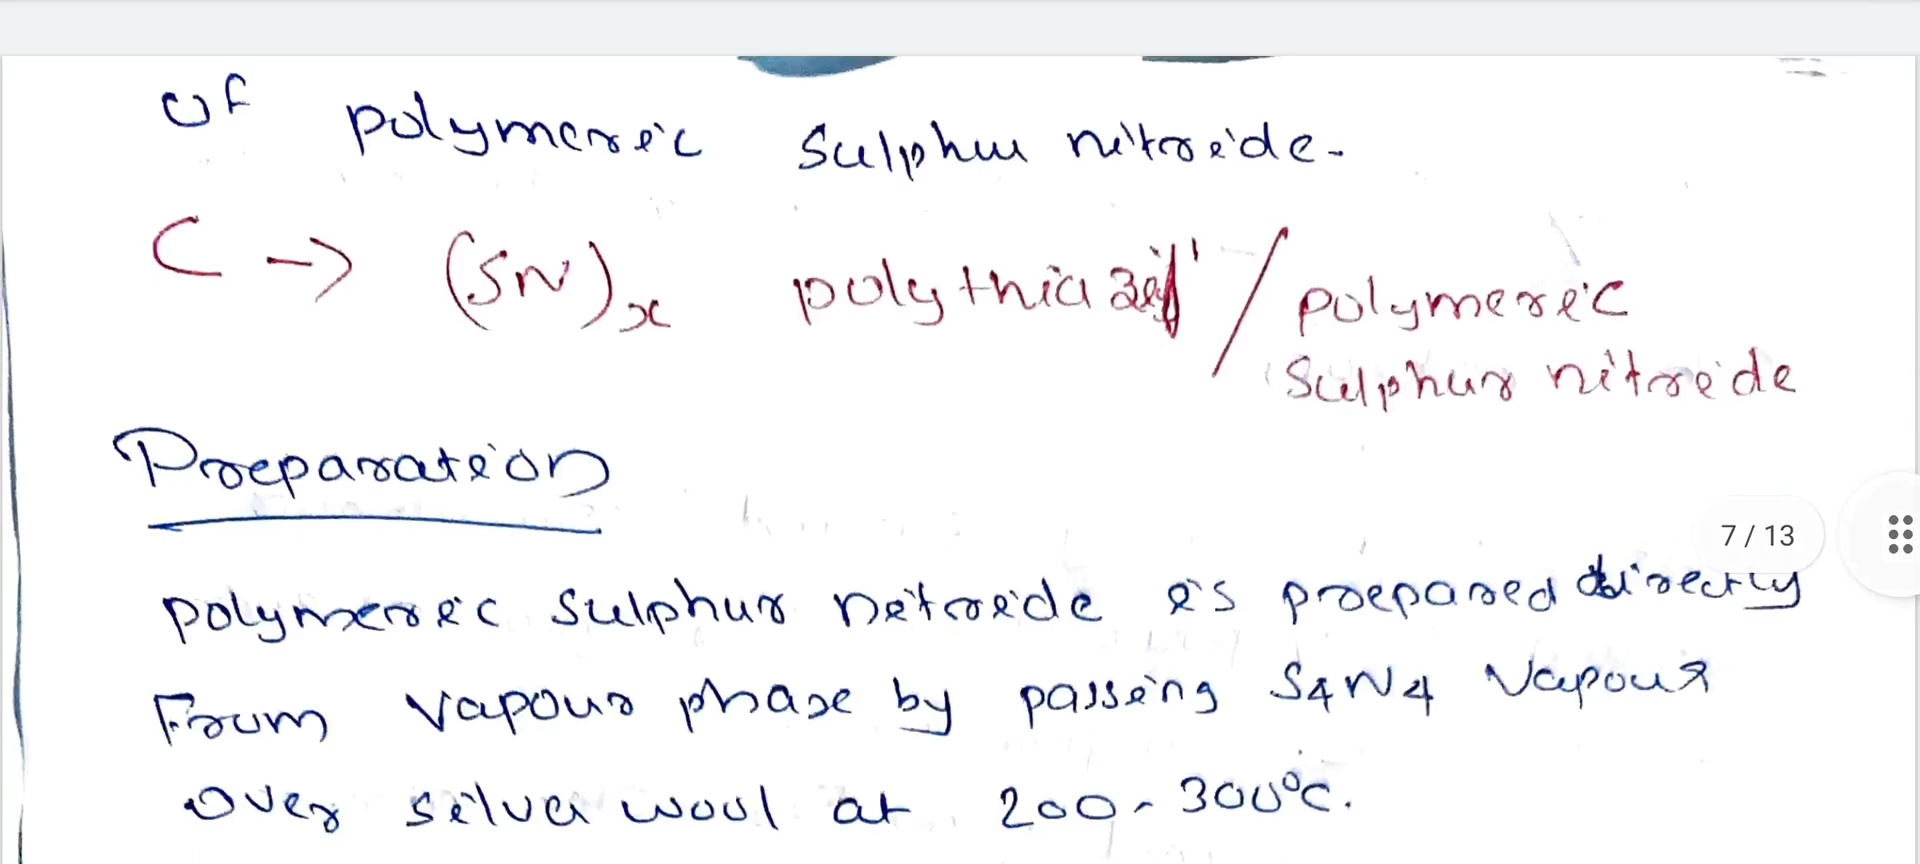 of polymeric Sulphur nitride.
C → (SN)x polythiazyl / polymeric
Sulphur nitride
Preparation
7 / 13
polymeric Sulphur nitride is prepared directly
From vapour phase by passing S4N4 Vapour
over silver wool at 200-300°C.